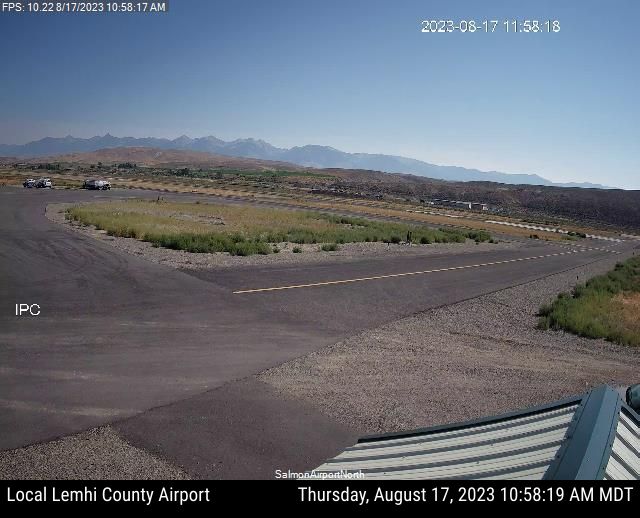 FPS: 10.22 8/17/2023 10:58:17 AM
2023-08-17 11:58:18
IPC
SalmonAirportNorth
Local Lemhi County Airport Thursday, August 17, 2023 10:58:19 AM MDT